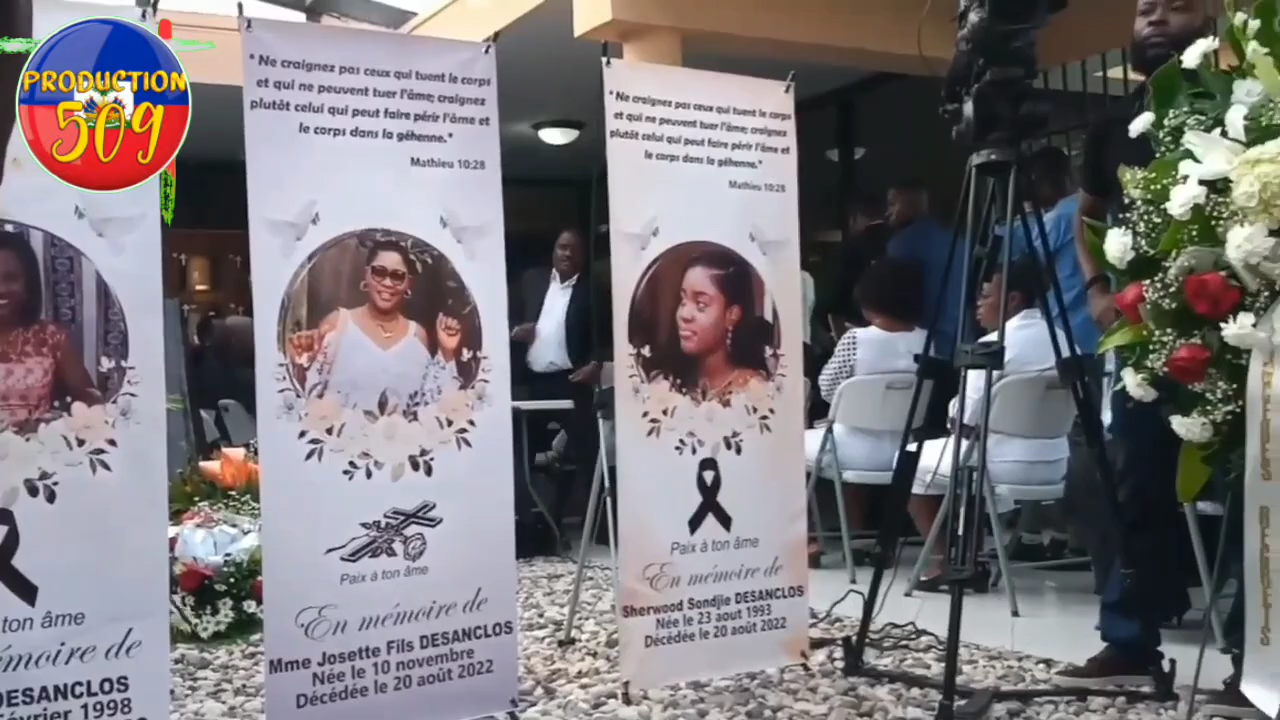 PRODUCTION
509
"Ne craignez pas ceux qui tuent le corps
et qui ne peuvent tuer l'âme; craignez
plutôt celui qui peut faire périr l'âme et
le corps dans la géhenne."
Mathieu 10:28
Paix à ton âme
En mémoire de
Mme Josette Fils DESANCLOS
Née le 10 novembre
Décédée le 20 août 2022
"Ne craignez pas ceux qui tuent le corps
et qui ne peuvent tuer l'âme; craignez
plutôt celui qui peut faire périr l'âme et
le corps dans la géhenne."
Mathieu 10:28
Paix à ton âme
En mémoire de
Sherwood Sondjie DESANCLOS
Née le 23 aout 1993
Décédée le 20 août 2022
ton âme
émoire de
DESANCLOS
évrier 1998